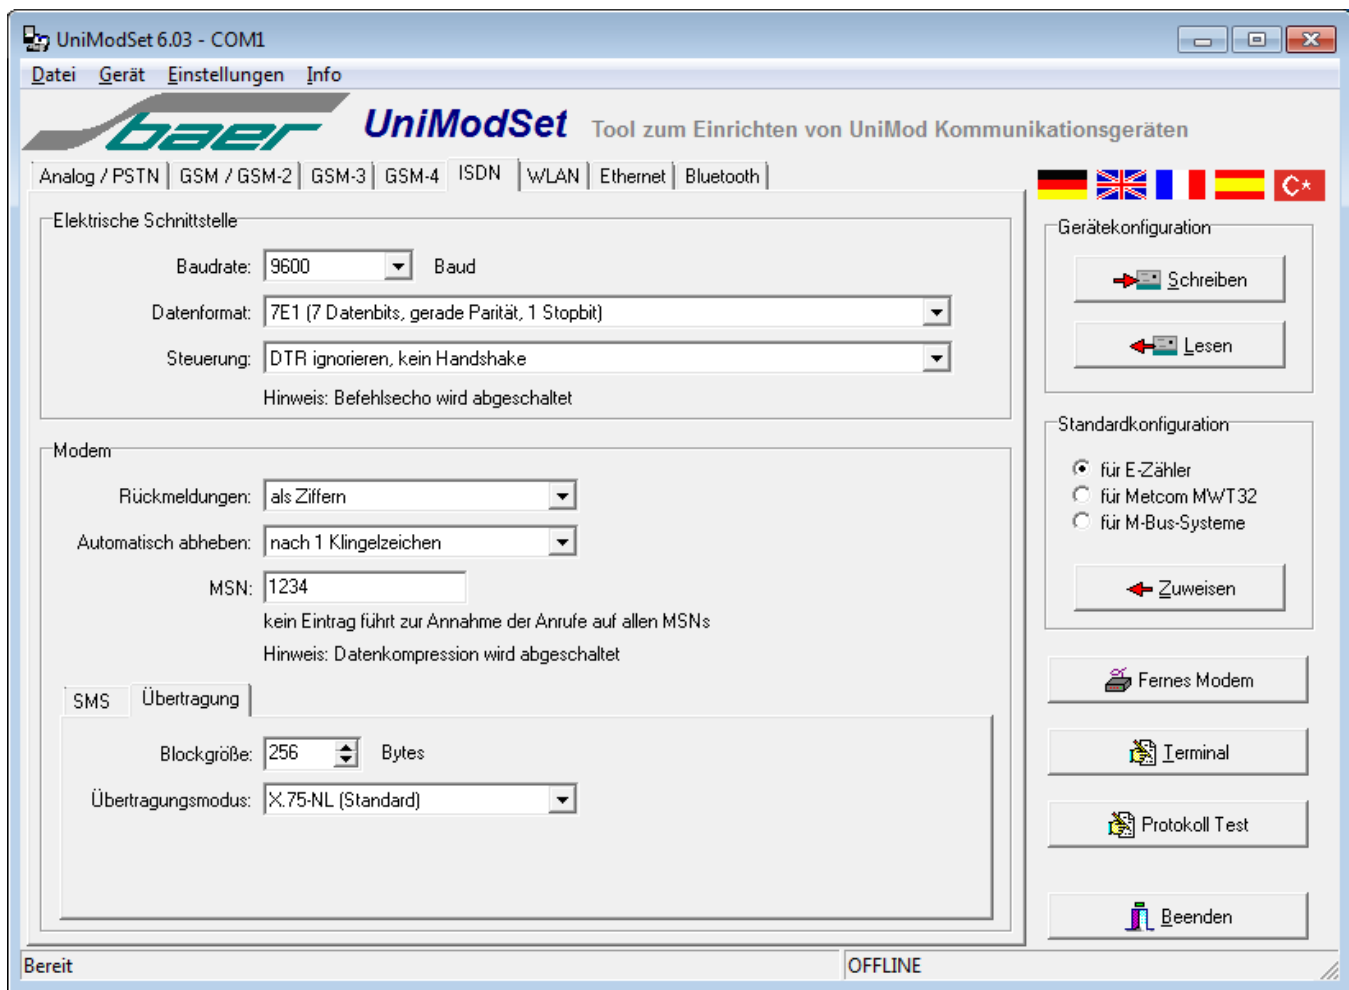 UniModSet 6.03 - COM1
Datei Gerät Einstellungen Info
baer UniModSet Tool zum Einrichten von UniMod Kommunikationsgeräten
Analog / PSTN GSM / GSM-2 GSM-3 GSM-4 ISDN WLAN Ethernet Bluetooth
Elektrische Schnittstelle
Baudrate: 9600 Baud
Datenformat: 7E1 (7 Datenbits, gerade Parität, 1 Stopbit)
Steuerung: DTR ignorieren, kein Handshake
Hinweis: Befehlsecho wird abgeschaltet
Modem
Rückmeldungen: als Ziffern
Automatisch abheben: nach 1 Klingelzeichen
MSN: 1234
kein Eintrag führt zur Annahme der Anrufe auf allen MSNs
Hinweis: Datenkompression wird abgeschaltet
SMS Übertragung
Blockgröße: 256 Bytes
Übertragungsmodus: X.75-NL (Standard)
Gerätekonfiguration
Schreiben
Lesen
Standardkonfiguration
für E-Zähler
für Metcom MWT32
für M-Bus-Systeme
Zuweisen
Fernes Modem
Terminal
Protokoll Test
Beenden
Bereit OFFLINE